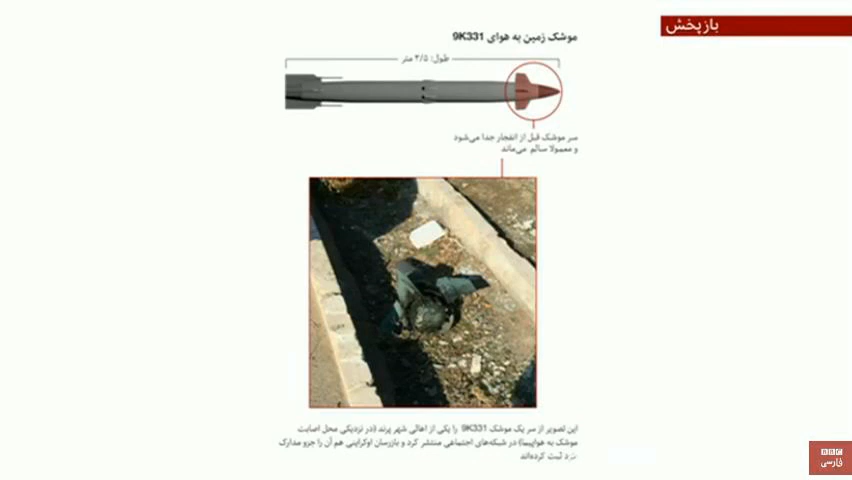 بازپخش
موشک زمین به هوای 9K331
طول: ۳/۵ متر
سر موشک قبل از انفجار جدا می‌شود
و معمولا سالم می‌ماند
این تصویر از سر یک موشک 9K331 را یکی از اهالی شهر پرند (در نزدیکی محل اصابت
موشک به هواپیما) در شبکه‌های اجتماعی منتشر کرد و بازرسان اوکراینی هم آن را جزو مدارک
ثبت کرده‌اند
BBC
فارسی